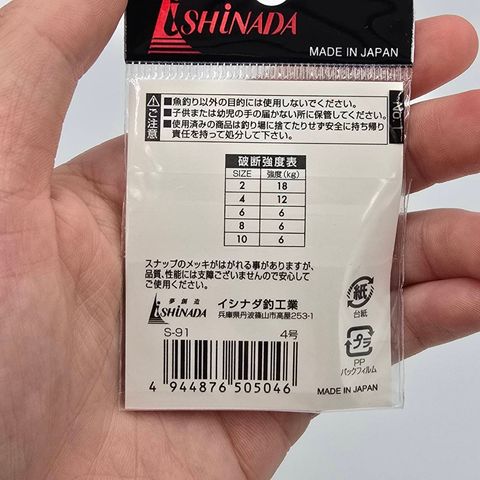 ISHINADA
MADE IN JAPAN
ご注意
■魚釣り以外の目的には使用しないでください。
■子供または幼児の手の届かない所に保管してください。
■使用済みの商品は釣り場に捨てたりせず安全に持ち帰り
責任を持って処分して下さい。
破断強度表
SIZE 強度(kg)
2 18
4 12
6 6
8 6
10 6
スナップのメッキがはがれる事がありますが、
品質、性能には支障ございませんので安心して
ご使用ください。
夢創造
ISHINADA
イシナダ釣工業
兵庫県丹波篠山市高屋253-1
S-91 4号
4 944876 505046
紙
台紙
プラ
PP
バックフィルム
MADE IN JAPAN